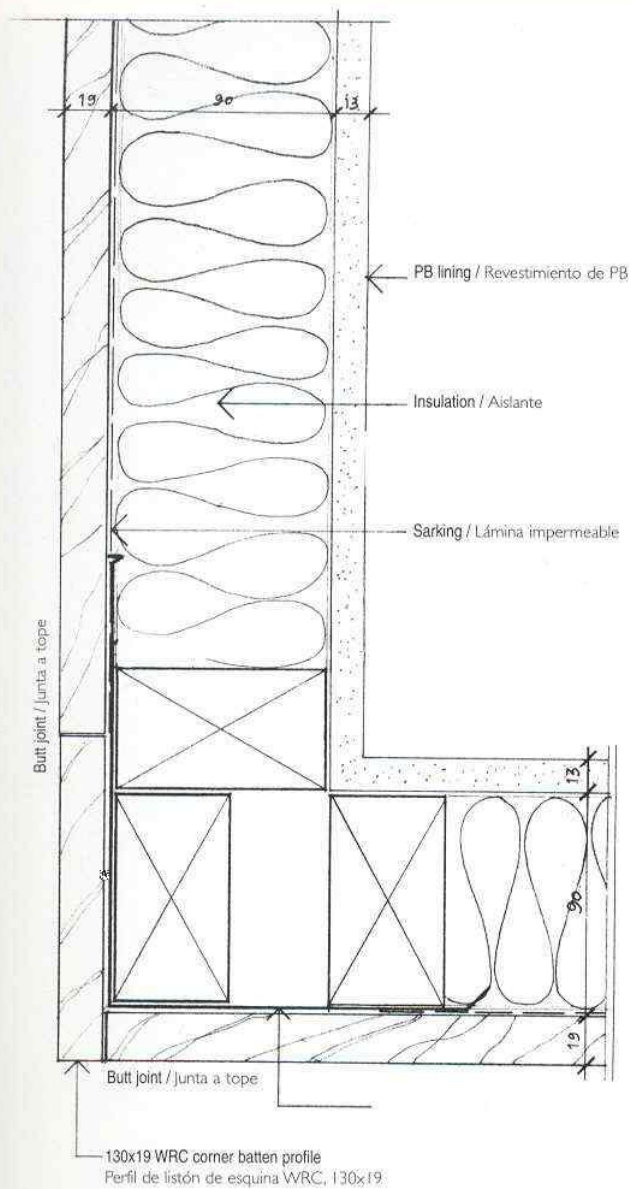 19
90
13
PB lining / Revestimiento de PB
Insulation / Aislante
Sarking / Lámina impermeable
Butt joint / Junta a tope
13
90
19
Butt joint / Junta a tope
130x19 WRC corner batten profile
Perfil de listón de esquina WRC, 130x19